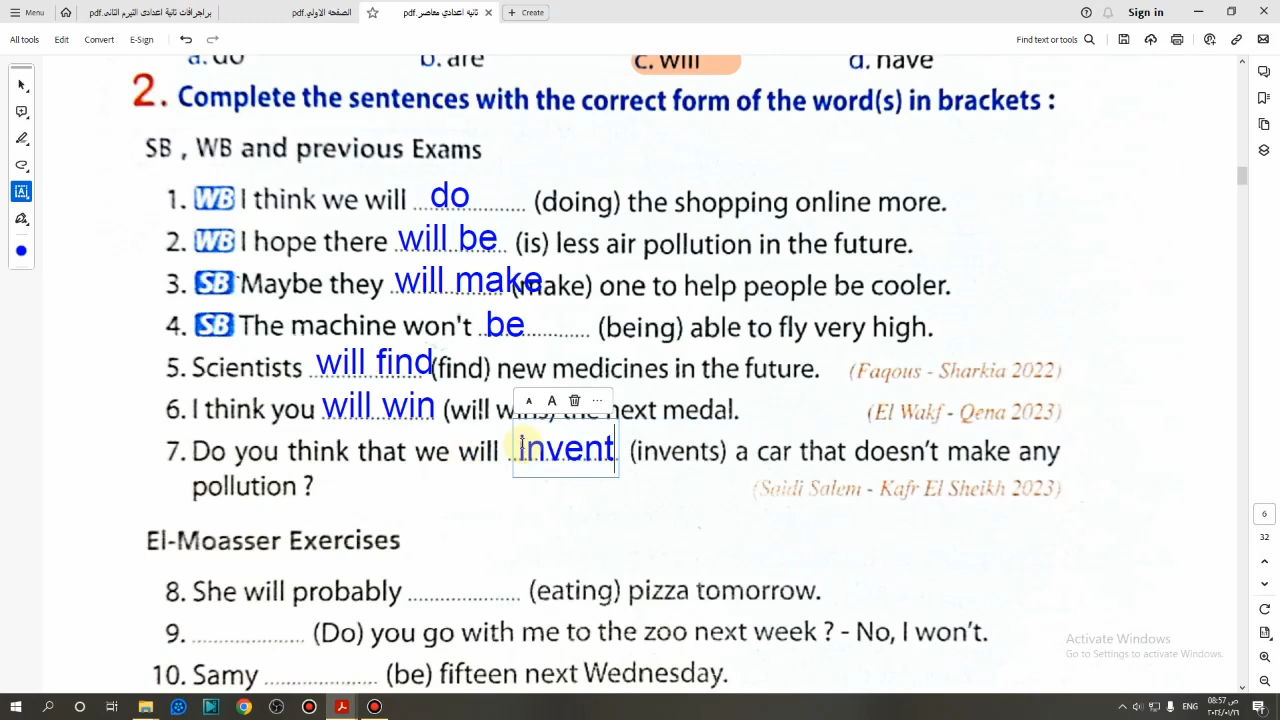 Menu
براجرافات تانية اعدادي الترم الثانى.pdf
الصفحه الاولي.pdf
تانيه اعدادي معاصر.pdf
Create
Sign in
All tools Edit Convert E-Sign
Find text or tools
a. do b. are c. will d. have
2. Complete the sentences with the correct form of the word(s) in brackets :
SB , WB and previous Exams
1. WB I think we will do (doing) the shopping online more.
2. WB I hope there will be (is) less air pollution in the future.
3. SB Maybe they will make (make) one to help people be cooler.
4. SB The machine won't be (being) able to fly very high.
5. Scientists will find (find) new medicines in the future. (Faqous - Sharkia 2022)
A A
6. I think you will win (will wins) the next medal. (El Wakf - Qena 2023)
7. Do you think that we will invent (invents) a car that doesn't make any
pollution ? (Saidi Salem - Kafr El Sheikh 2023)
El-Moasser Exercises
8. She will probably .................... (eating) pizza tomorrow.
9. .................... (Do) you go with me to the zoo next week ? - No, I won't.
10. Samy .................... (be) fifteen next Wednesday.
6
32
Activate Windows
Go to Settings to activate Windows.
ENG
08:57 ص